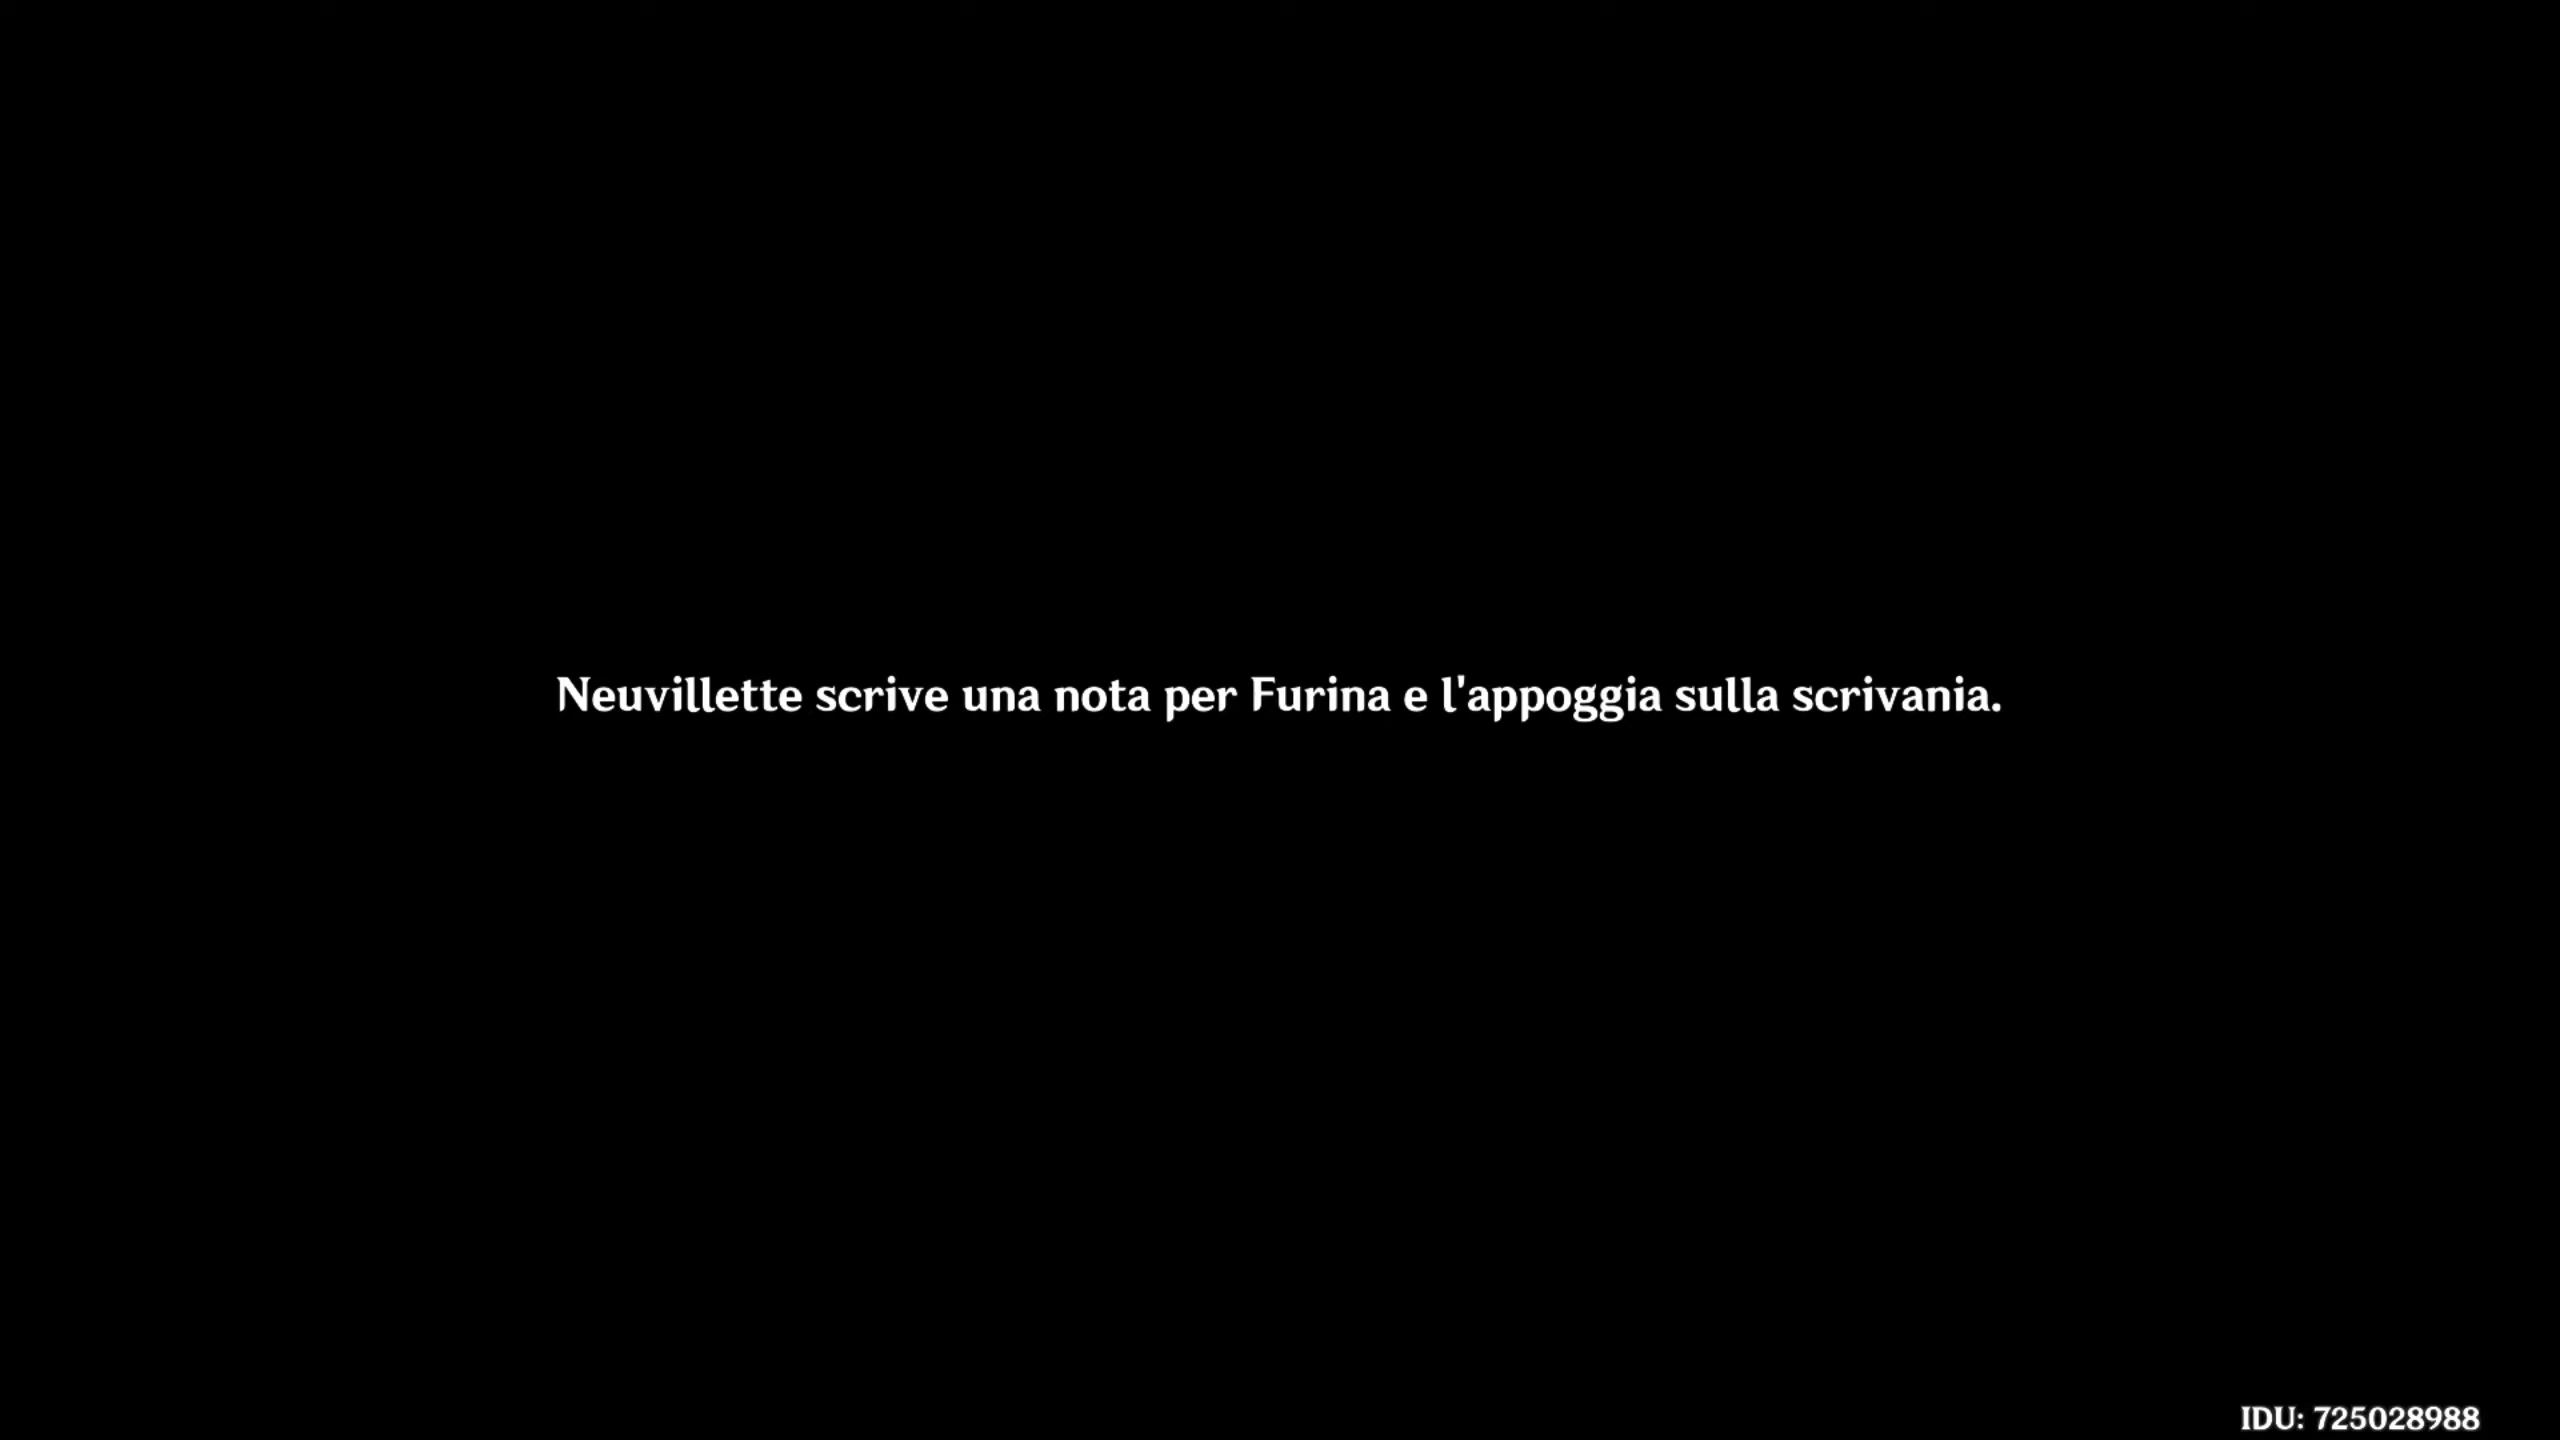 Neuvillette scrive una nota per Furina e l'appoggia sulla scrivania.
IDU: 725028988